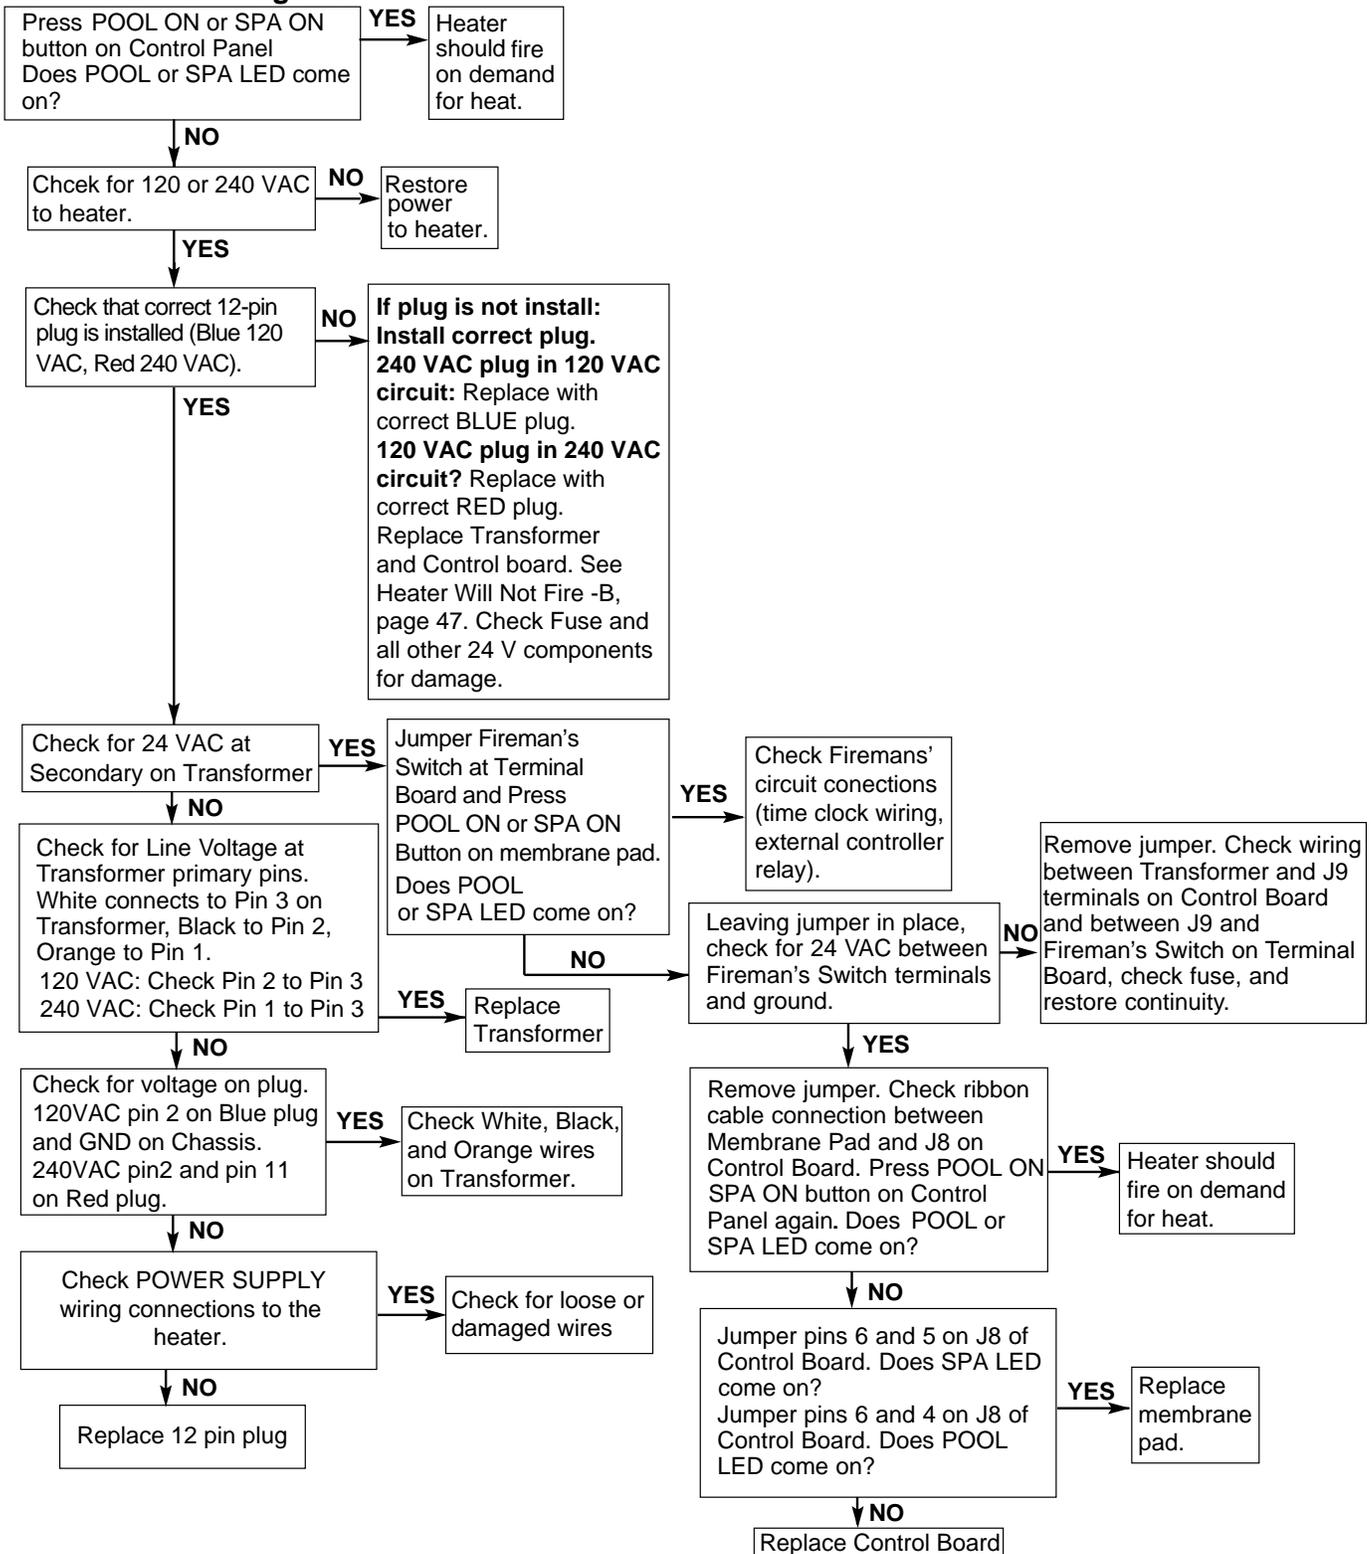 Press POOL ON or SPA ON
button on Control Panel
Does POOL or SPA LED come
on?
YES
Heater
should fire
on demand
for heat.
NO
Chcek for 120 or 240 VAC
to heater.
NO
Restore
power
to heater.
YES
Check that correct 12-pin
plug is installed (Blue 120
VAC, Red 240 VAC).
NO
If plug is not install:
Install correct plug.
240 VAC plug in 120 VAC
circuit: Replace with
correct BLUE plug.
120 VAC plug in 240 VAC
circuit? Replace with
correct RED plug.
Replace Transformer
and Control board. See
Heater Will Not Fire -B,
page 47. Check Fuse and
all other 24 V components
for damage.
YES
Check for 24 VAC at
Secondary on Transformer
YES
Jumper Fireman's
Switch at Terminal
Board and Press
POOL ON or SPA ON
Button on membrane pad.
Does POOL
or SPA LED come on?
YES
Check Firemans'
circuit conections
(time clock wiring,
external controller
relay).
NO
Leaving jumper in place,
check for 24 VAC between
Fireman's Switch terminals
and ground.
NO
Remove jumper. Check wiring
between Transformer and J9
terminals on Control Board
and between J9 and
Fireman's Switch on Terminal
Board, check fuse, and
restore continuity.
NO
Check for Line Voltage at
Transformer primary pins.
White connects to Pin 3 on
Transformer, Black to Pin 2,
Orange to Pin 1.
120 VAC: Check Pin 2 to Pin 3
240 VAC: Check Pin 1 to Pin 3
YES
Replace
Transformer
NO
Check for voltage on plug.
120VAC pin 2 on Blue plug
and GND on Chassis.
240VAC pin2 and pin 11
on Red plug.
YES
Check White, Black,
and Orange wires
on Transformer.
NO
Check POWER SUPPLY
wiring connections to the
heater.
YES
Check for loose or
damaged wires
NO
Replace 12 pin plug
YES
Remove jumper. Check ribbon
cable connection between
Membrane Pad and J8 on
Control Board. Press POOL ON
SPA ON button on Control
Panel again. Does POOL or
SPA LED come on?
YES
Heater should
fire on demand
for heat.
NO
Jumper pins 6 and 5 on J8 of
Control Board. Does SPA LED
come on?
Jumper pins 6 and 4 on J8 of
Control Board. Does POOL
LED come on?
YES
Replace
membrane
pad.
NO
Replace Control Board